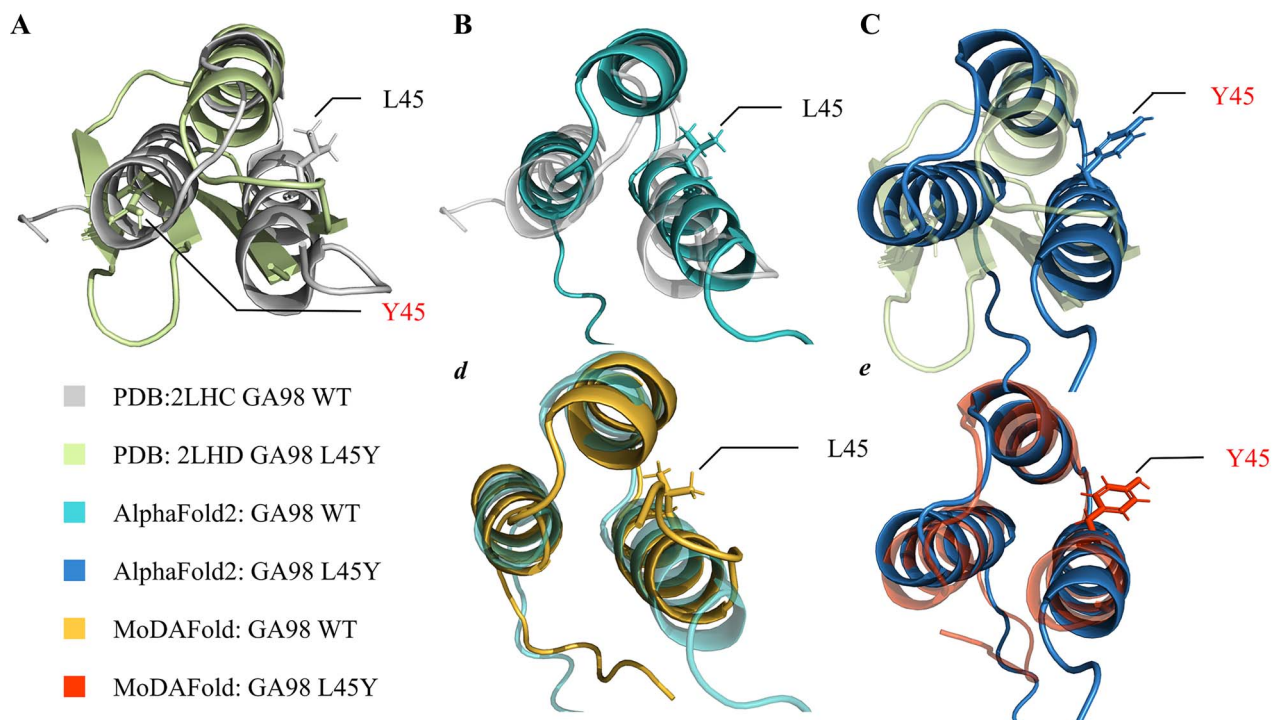 A
B
C
L45
L45
Y45
Y45
d
e
L45
Y45
PDB:2LHC GA98 WT
PDB: 2LHD GA98 L45Y
AlphaFold2: GA98 WT
AlphaFold2: GA98 L45Y
MoDAFold: GA98 WT
MoDAFold: GA98 L45Y